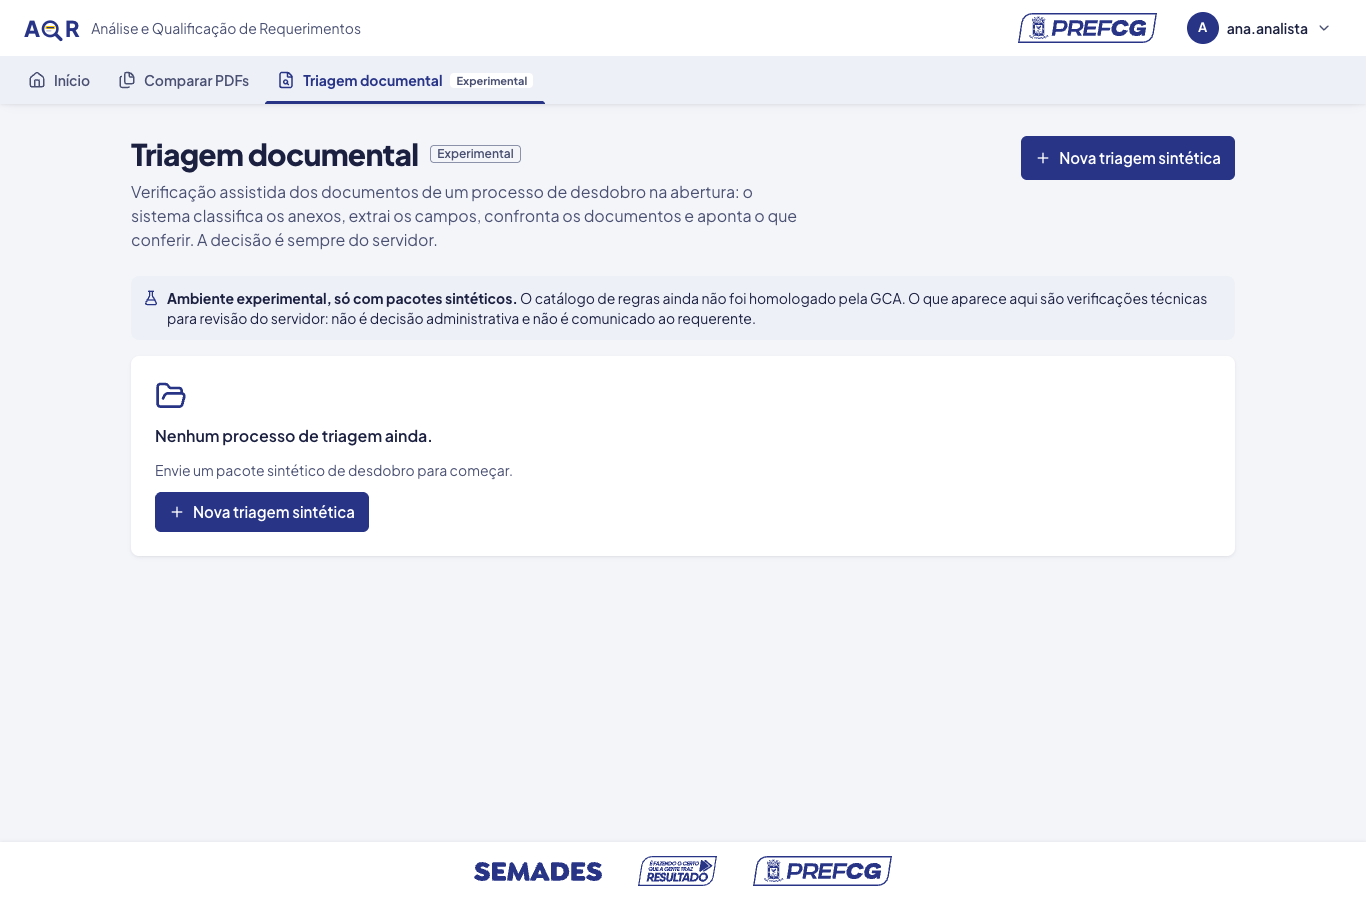 AQR Análise e Qualificação de Requerimentos
PREFCG
A ana.analista
Início
Comparar PDFs
Triagem documental Experimental
Triagem documental Experimental
Nova triagem sintética
Verificação assistida dos documentos de um processo de desdobro na abertura: o
sistema classifica os anexos, extrai os campos, confronta os documentos e aponta o que
conferir. A decisão é sempre do servidor.
Ambiente experimental, só com pacotes sintéticos. O catálogo de regras ainda não foi homologado pela GCA. O que aparece aqui são verificações técnicas
para revisão do servidor: não é decisão administrativa e não é comunicado ao requerente.
Nenhum processo de triagem ainda.
Envie um pacote sintético de desdobro para começar.
Nova triagem sintética
SEMADES
É FAZENDO O CERTO
QUE A GENTE TRAZ
RESULTADO
PREFCG